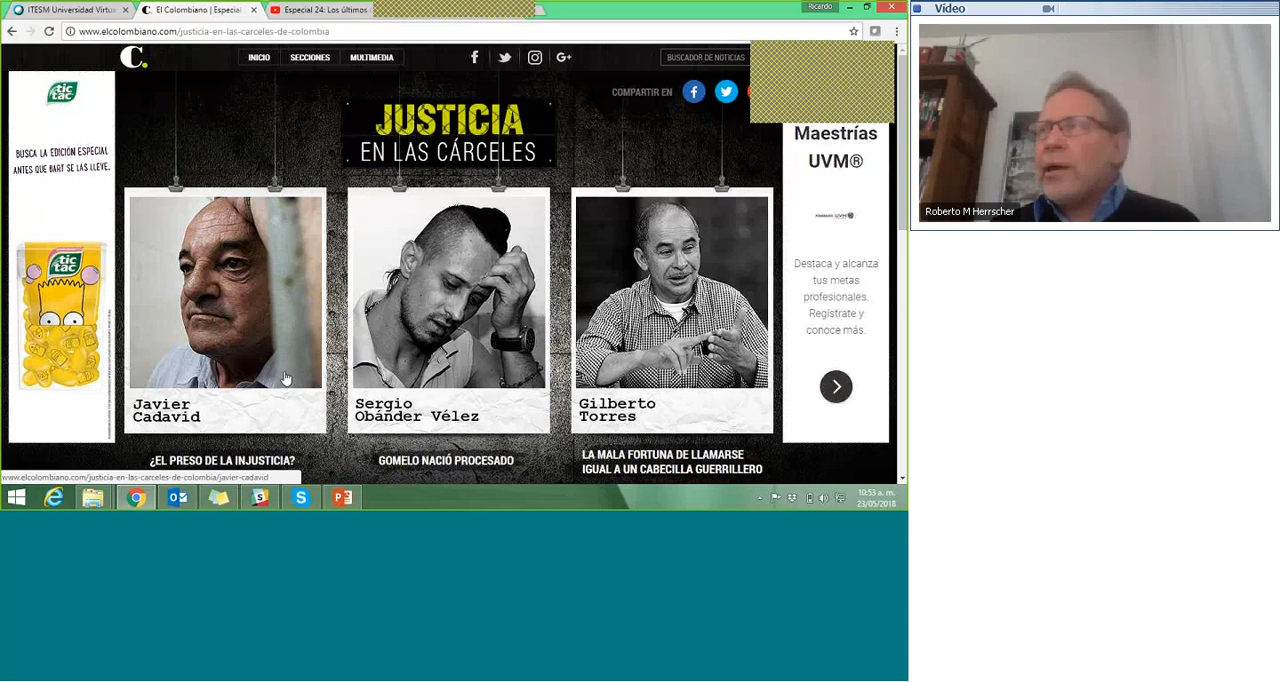 ITESM Universidad Virtua
El Colombiano | Especial
Especial 24: Los últimos
Ricardo
www.elcolombiano.com/justicia-en-las-carceles-de-colombia
C.
INICIO
SECCIONES
MULTIMEDIA
f
G+
BUSCADOR DE NOTICIAS
COMPARTIR EN
tic tac
BUSCA LA EDICIÓN ESPECIAL
ANTES QUE BART SE LAS LLEVE.
tic tac
JUSTICIA
EN LAS CÁRCELES
Javier
Cadavid
¿EL PRESO DE LA INJUSTICIA?
Sergio
Obánder Vélez
GOMELO NACIÓ PROCESADO
Gilberto
Torres
LA MALA FORTUNA DE LLAMARSE
IGUAL A UN CABECILLA GUERRILLERO
Maestrías
UVM®
UVM
Destaca y alcanza
tus metas
profesionales.
Regístrate y
conoce más.
www.elcolombiano.com/justicia-en-las-carceles-de-colombia/javier-cadavid
10:53 a. m.
23/05/2018
Vídeo
Roberto M Herrscher